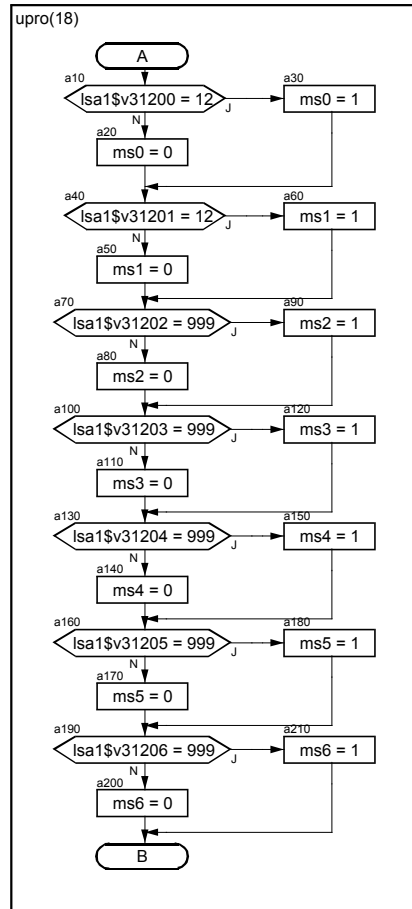 upro(18)
A
a10
lsa1$v31200 = 12
J
N
a30
ms0 = 1
a20
ms0 = 0
a40
lsa1$v31201 = 12
J
N
a60
ms1 = 1
a50
ms1 = 0
a70
lsa1$v31202 = 999
J
N
a90
ms2 = 1
a80
ms2 = 0
a100
lsa1$v31203 = 999
J
N
a120
ms3 = 1
a110
ms3 = 0
a130
lsa1$v31204 = 999
J
N
a150
ms4 = 1
a140
ms4 = 0
a160
lsa1$v31205 = 999
J
N
a180
ms5 = 1
a170
ms5 = 0
a190
lsa1$v31206 = 999
J
N
a210
ms6 = 1
a200
ms6 = 0
B